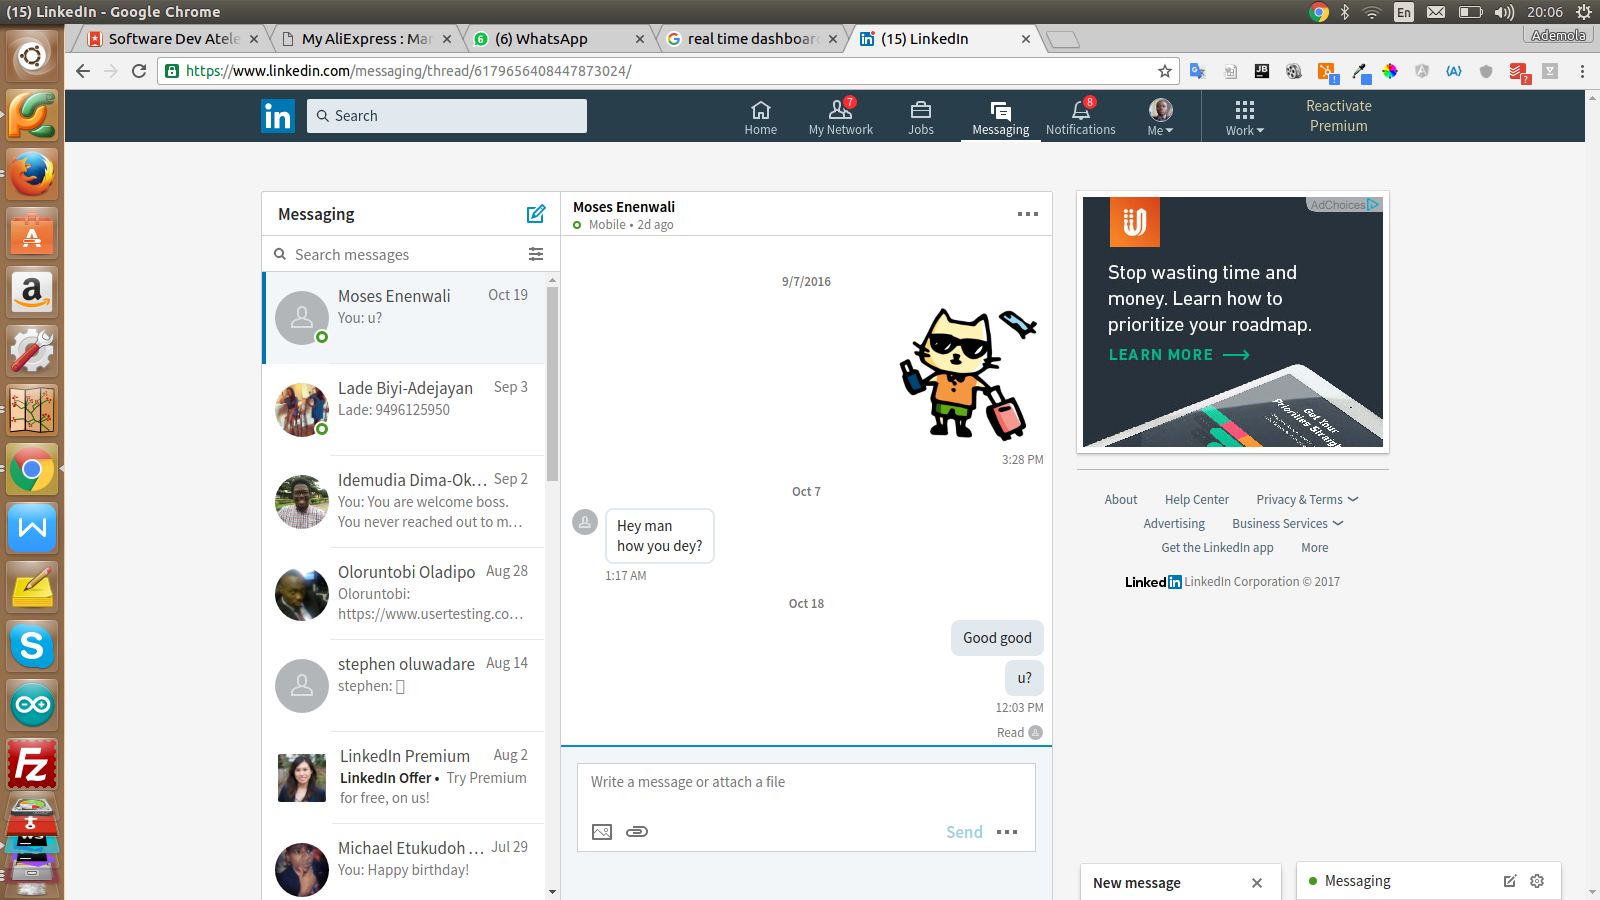 (15) LinkedIn - Google Chrome
En
20:06
Software Dev Atele
My AliExpress : Man
(6) WhatsApp
real time dashboard
(15) LinkedIn
Ademola
https://www.linkedin.com/messaging/thread/6179656408447873024/
in
Search
Home
7
My Network
Jobs
Messaging
8
Notifications
Me
Work
Reactivate
Premium
Messaging
Search messages
Moses Enenwali
Oct 19
You: u?
Lade Biyi-Adejayan
Sep 3
Lade: 9496125950
Idemudia Dima-Ok...
Sep 2
You: You are welcome boss.
You never reached out to m...
Oloruntobi Oladipo
Aug 28
Oloruntobi:
https://www.usertesting.co...
stephen oluwadare
Aug 14
stephen:
LinkedIn Premium
Aug 2
LinkedIn Offer • Try Premium
for free, on us!
Michael Etukudoh ...
Jul 29
You: Happy birthday!
Moses Enenwali
Mobile • 2d ago
9/7/2016
3:28 PM
Oct 7
Hey man
how you dey?
1:17 AM
Oct 18
Good good
u?
12:03 PM
Read
Write a message or attach a file
Send
AdChoices
Stop wasting time and
money. Learn how to
prioritize your roadmap.
LEARN MORE
Get Your
Priorities Straight
About
Help Center
Privacy & Terms
Advertising
Business Services
Get the LinkedIn app
More
Linked in LinkedIn Corporation © 2017
New message
Messaging